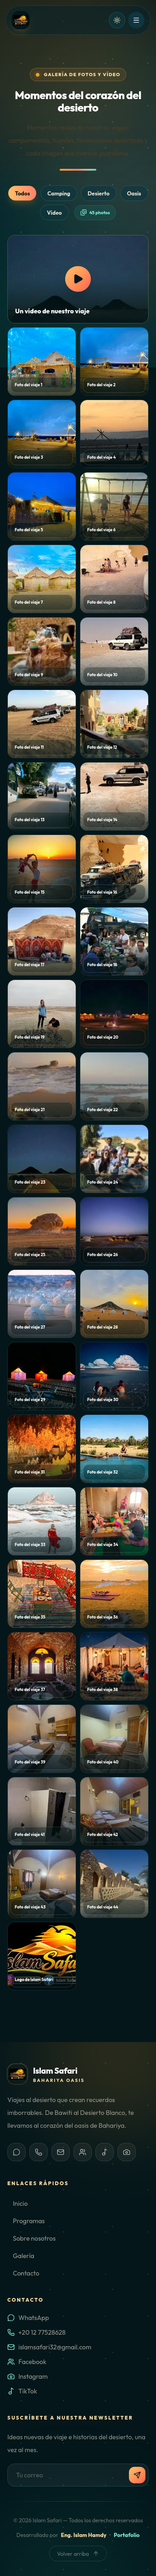 GALERÍA DE FOTOS Y VÍDEO
Momentos del corazón del
desierto
Todos
Camping
Desierto
Oasis
Vídeo
45 photos
Un vídeo de nuestro viaje
Foto del viaje 1
Foto del viaje 2
Foto del viaje 3
Foto del viaje 4
Foto del viaje 5
Foto del viaje 6
Foto del viaje 7
Foto del viaje 8
Foto del viaje 9
Foto del viaje 10
Foto del viaje 11
Foto del viaje 12
Foto del viaje 13
Foto del viaje 14
Foto del viaje 15
Foto del viaje 16
Foto del viaje 17
Foto del viaje 18
Foto del viaje 19
Foto del viaje 20
Foto del viaje 21
Foto del viaje 22
Foto del viaje 23
Foto del viaje 24
Foto del viaje 25
Foto del viaje 26
Foto del viaje 27
Foto del viaje 28
Foto del viaje 29
Foto del viaje 30
Foto del viaje 31
Foto del viaje 32
Foto del viaje 33
Foto del viaje 34
Foto del viaje 35
Foto del viaje 36
Foto del viaje 37
Foto del viaje 38
Foto del viaje 39
Foto del viaje 40
Foto del viaje 41
Foto del viaje 42
Foto del viaje 43
Foto del viaje 44
Islam Safari
Logo de Islam Safari
Islam Safari
BAHARITA OASIS
Viajes al desierto que crean recuerdos
imborrables. De Bawiti al Desierto Blanco, te
llevamos al corazón del oasis de Bahariya.
ENLACES RÁPIDOS
Inicio
Programas
Sobre nosotros
Galería
Contacto
CONTACTO
WhatsApp
+20 12 77528628
islamsafari32@gmail.com
Facebook
Instagram
TikTok
SUSCRÍBETE A NUESTRA NEWSLETTER
Ideas nuevas de viaje e historias del desierto, una
vez al mes.
Tu correo
© 2026 Islam Safari — Todos los derechos reservados
Desarrollado por Eng. Islam Hamdy · Portafolio
Volver arriba